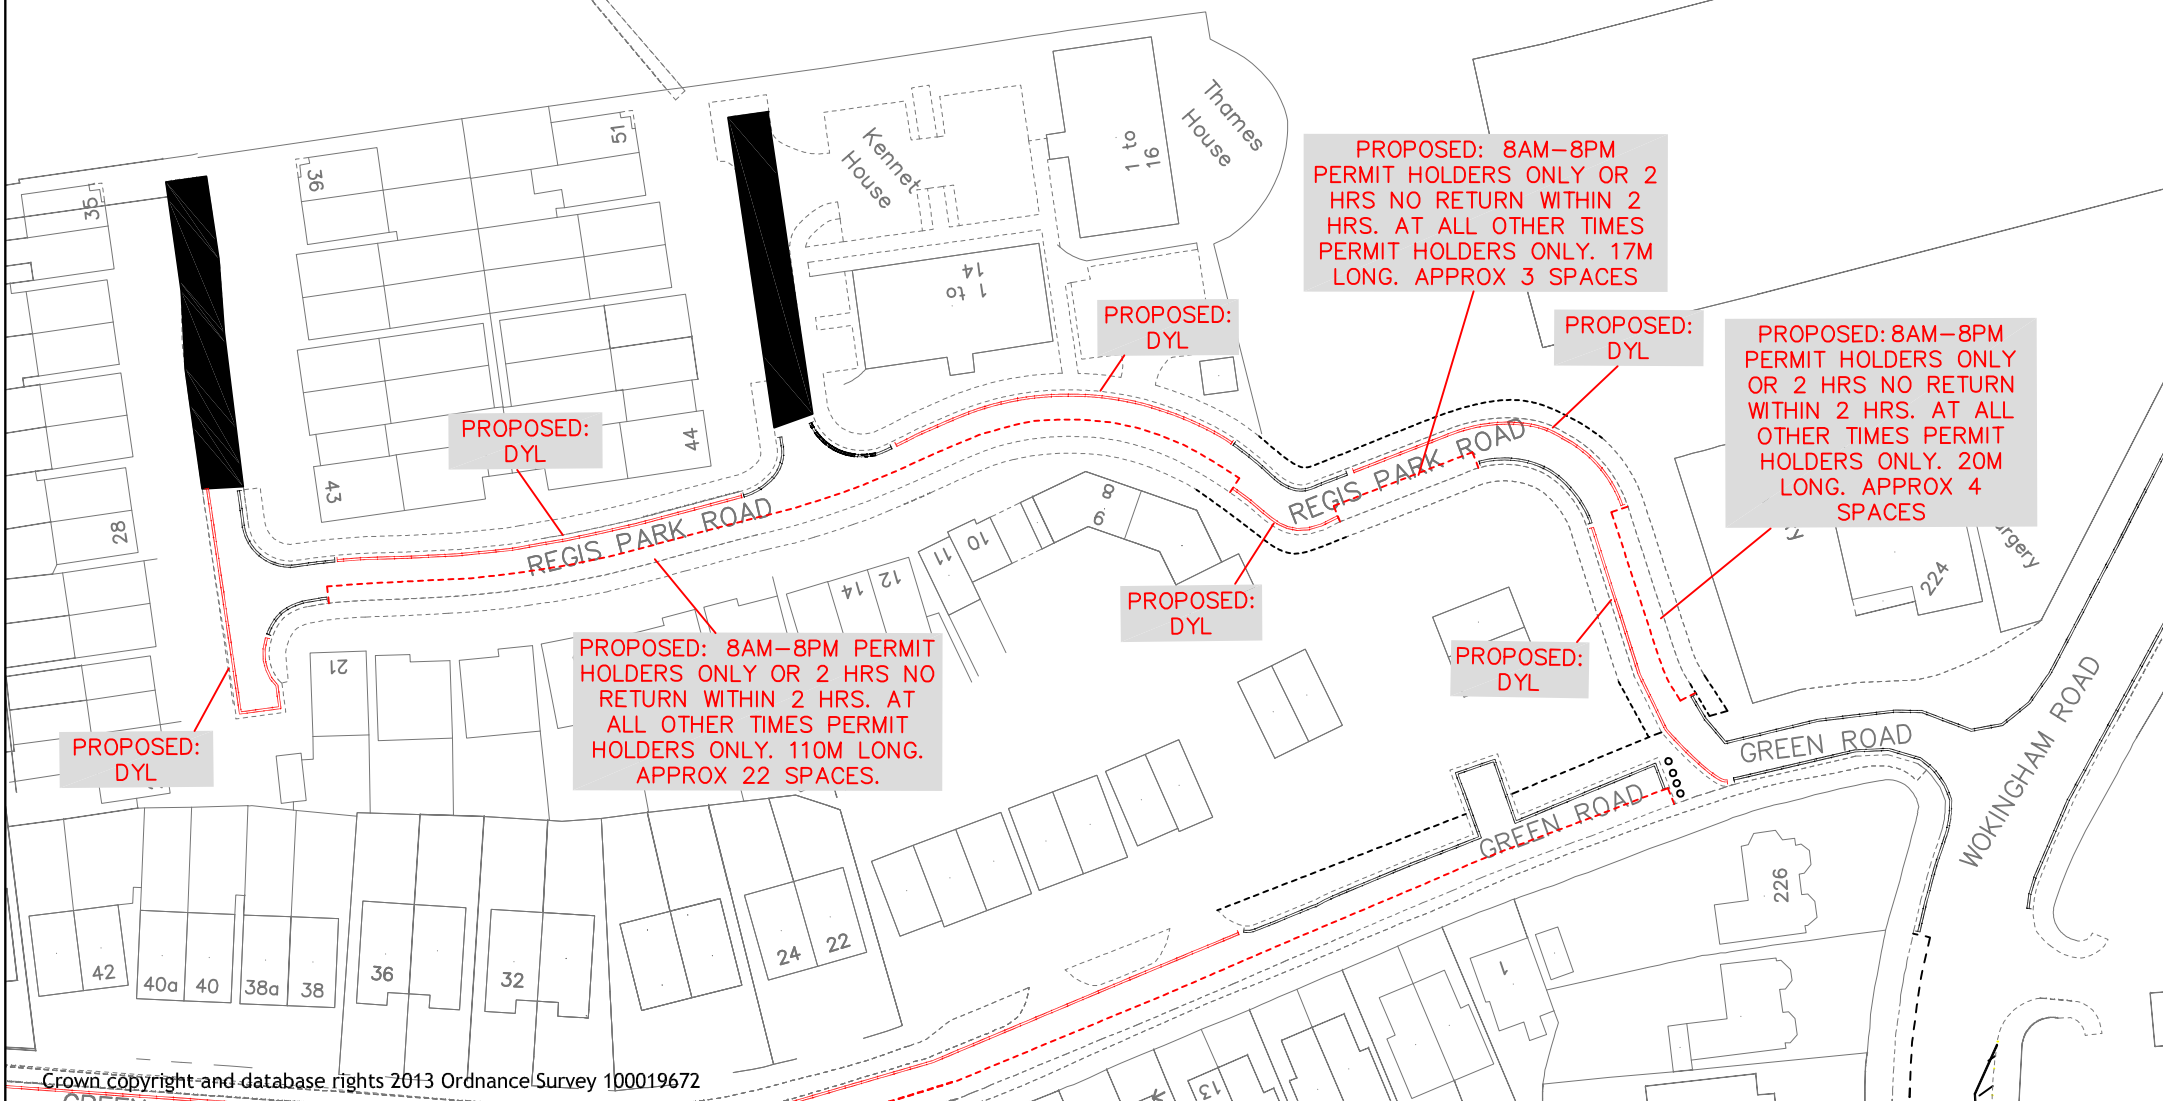 Thames
House
Kennet
House
1 to
16
1 to
14
51
36
35
28
43
44
PROPOSED: 8AM-8PM
PERMIT HOLDERS ONLY OR 2
HRS NO RETURN WITHIN 2
HRS. AT ALL OTHER TIMES
PERMIT HOLDERS ONLY. 17M
LONG. APPROX 3 SPACES
PROPOSED:
DYL
PROPOSED:
DYL
PROPOSED:8AM-8PM
PERMIT HOLDERS ONLY
OR 2 HRS NO RETURN
WITHIN 2 HRS. AT ALL
OTHER TIMES PERMIT
HOLDERS ONLY. 20M
LONG. APPROX 4
SPACES
PROPOSED:
DYL
REGIS PARK ROAD
REGIS PARK ROAD
8
9
10
11
12
14
21
224
PROPOSED:
DYL
PROPOSED:
DYL
PROPOSED: 8AM-8PM PERMIT
HOLDERS ONLY OR 2 HRS NO
RETURN WITHIN 2 HRS. AT
ALL OTHER TIMES PERMIT
HOLDERS ONLY. 110M LONG.
APPROX 22 SPACES.
PROPOSED:
DYL
GREEN ROAD
WOKINGHAM ROAD
GREEN ROAD
226
42
40a
40
38a
38
36
32
24
22
1
13
Crown copyright and database rights 2013 Ordnance Survey 100019672